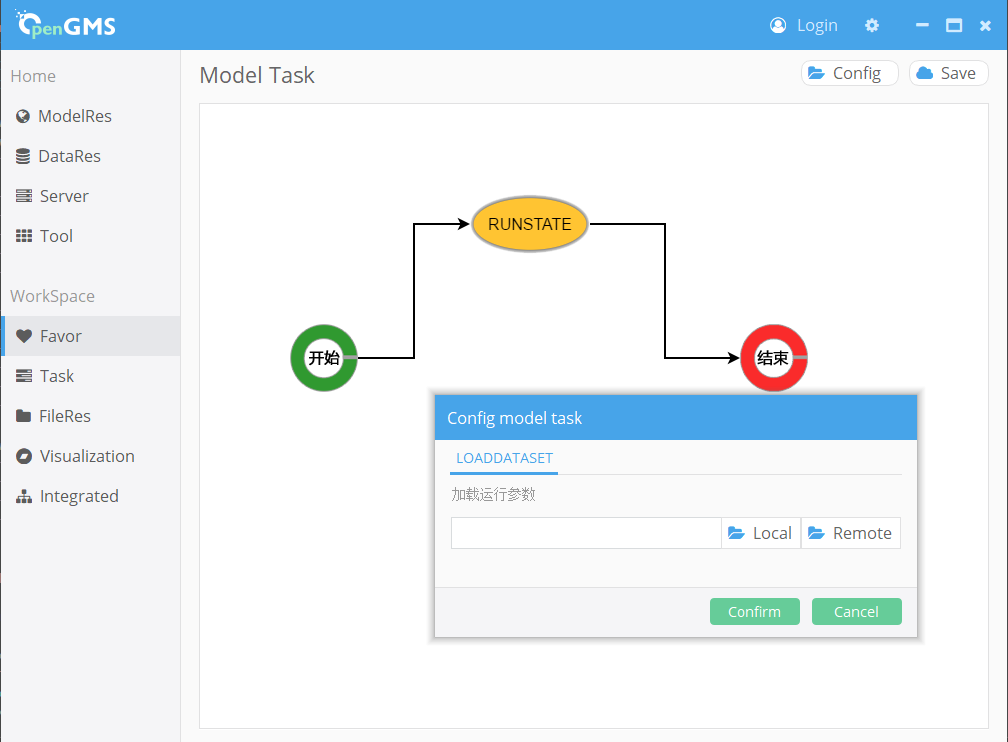 OpenGMS
Login
Home
ModelRes
DataRes
Server
Tool
WorkSpace
Favor
Task
FileRes
Visualization
Integrated
Model Task
Config
Save
RUNSTATE
开始
结束
Config model task
LOADDATASET
加载运行参数
Local
Remote
Confirm
Cancel